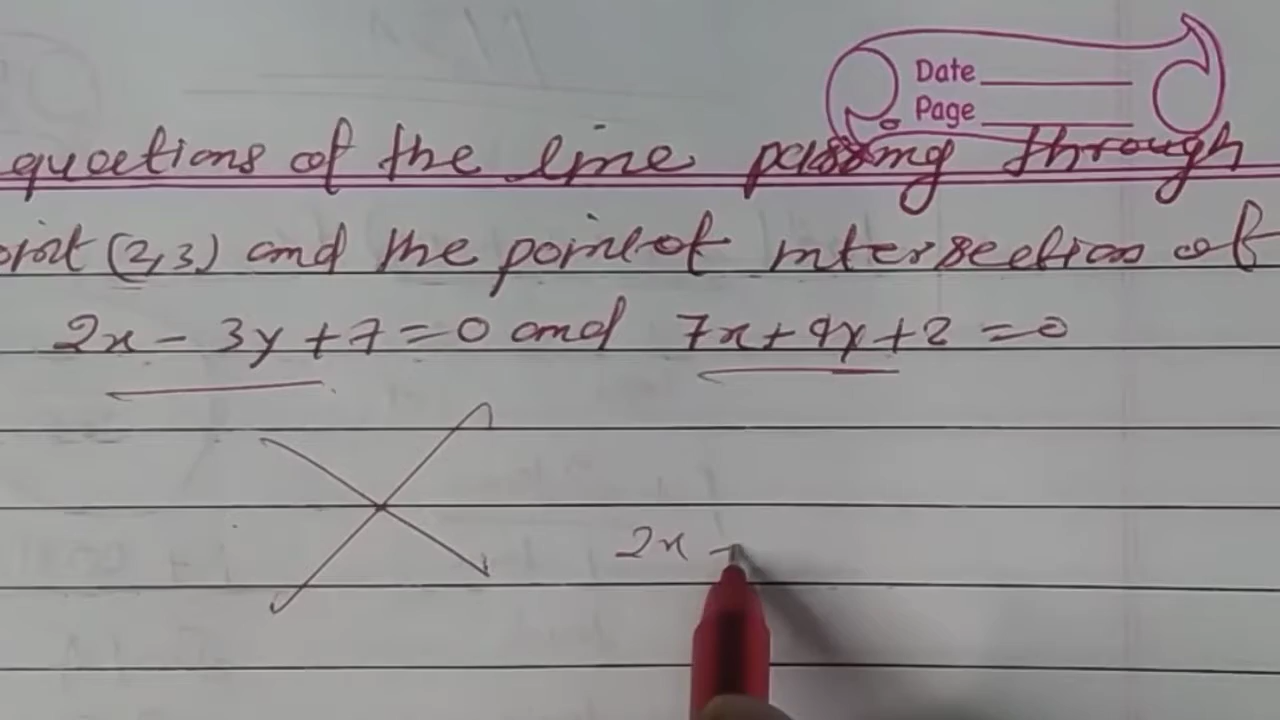 Date
Page
quations of the line passing through
oint (2,3) and the point of intersection of
2x - 3y + 7 = 0 and 7x + 4y + 2 = 0
2x -